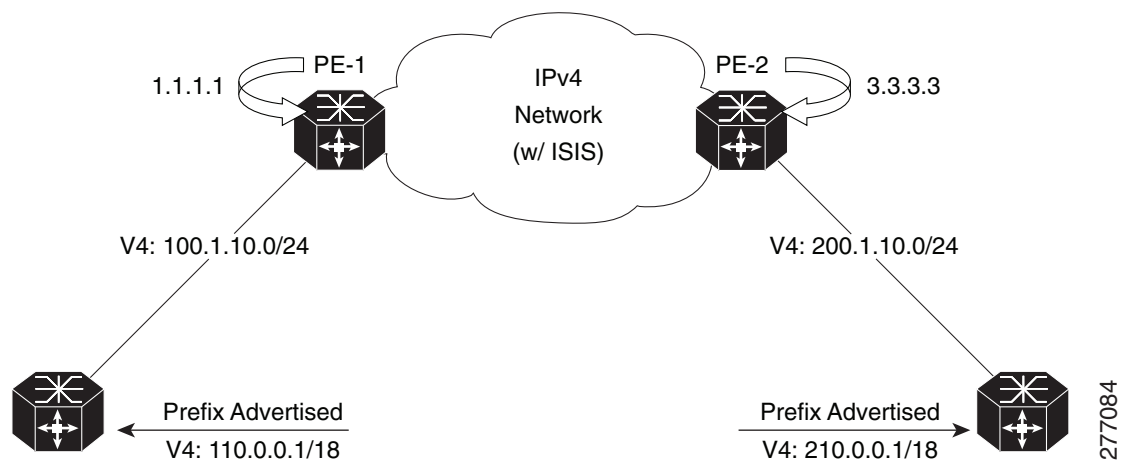 1.1.1.1
PE-1
IPv4
Network
(w/ ISIS)
PE-2
3.3.3.3
V4: 100.1.10.0/24
V4: 200.1.10.0/24
Prefix Advertised
V4: 110.0.0.1/18
Prefix Advertised
V4: 210.0.0.1/18
277084